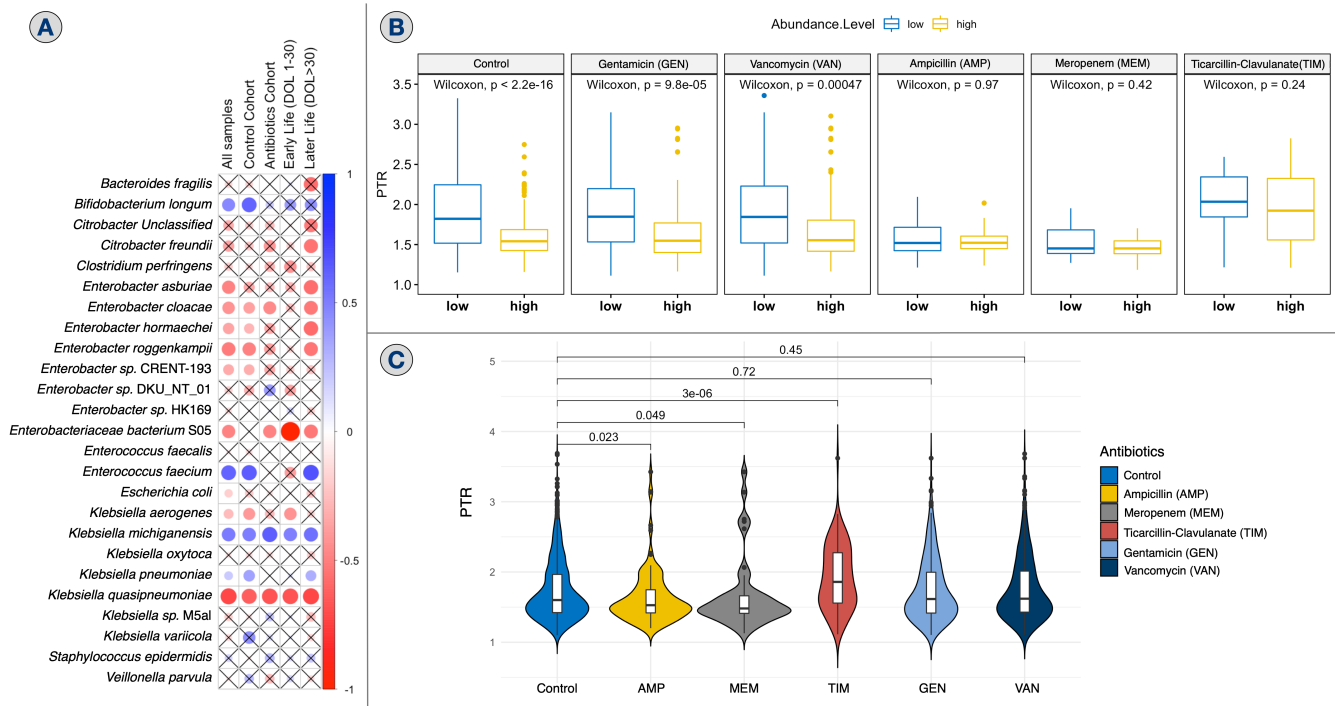 A
All samples
Control Cohort
Antibiotics Cohort
Early Life (DOL 1-30)
Later Life (DOL>30)
Bacteroides fragilis
Bifidobacterium longum
Citrobacter Unclassified
Citrobacter freundii
Clostridium perfringens
Enterobacter asburiae
Enterobacter cloacae
Enterobacter hormaechei
Enterobacter roggenkampii
Enterobacter sp. CRENT-193
Enterobacter sp. DKU_NT_01
Enterobacter sp. HK169
Enterobacteriaceae bacterium S05
Enterococcus faecalis
Enterococcus faecium
Escherichia coli
Klebsiella aerogenes
Klebsiella michiganensis
Klebsiella oxytoca
Klebsiella pneumoniae
Klebsiella quasipneumoniae
Klebsiella sp. M5al
Klebsiella variicola
Staphylococcus epidermidis
Veillonella parvula
1
0.5
0
-0.5
-1
B
Abundance.Level low high
Control Gentamicin (GEN) Vancomycin (VAN) Ampicillin (AMP) Meropenem (MEM) Ticarcillin-Clavulanate(TIM)
Wilcoxon, p < 2.2e-16 Wilcoxon, p = 9.8e-05 Wilcoxon, p = 0.00047 Wilcoxon, p = 0.97 Wilcoxon, p = 0.42 Wilcoxon, p = 0.24
PTR
3.5
3.0
2.5
2.0
1.5
1.0
low high low high low high low high low high low high
C
PTR
5
4
3
2
1
0.45
0.72
3e-06
0.049
0.023
Control AMP MEM TIM GEN VAN
Antibiotics
Control
Ampicillin (AMP)
Meropenem (MEM)
Ticarcillin-Clavulanate (TIM)
Gentamicin (GEN)
Vancomycin (VAN)